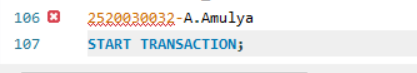 106 2520030032-A.Amulya
107 START TRANSACTION;